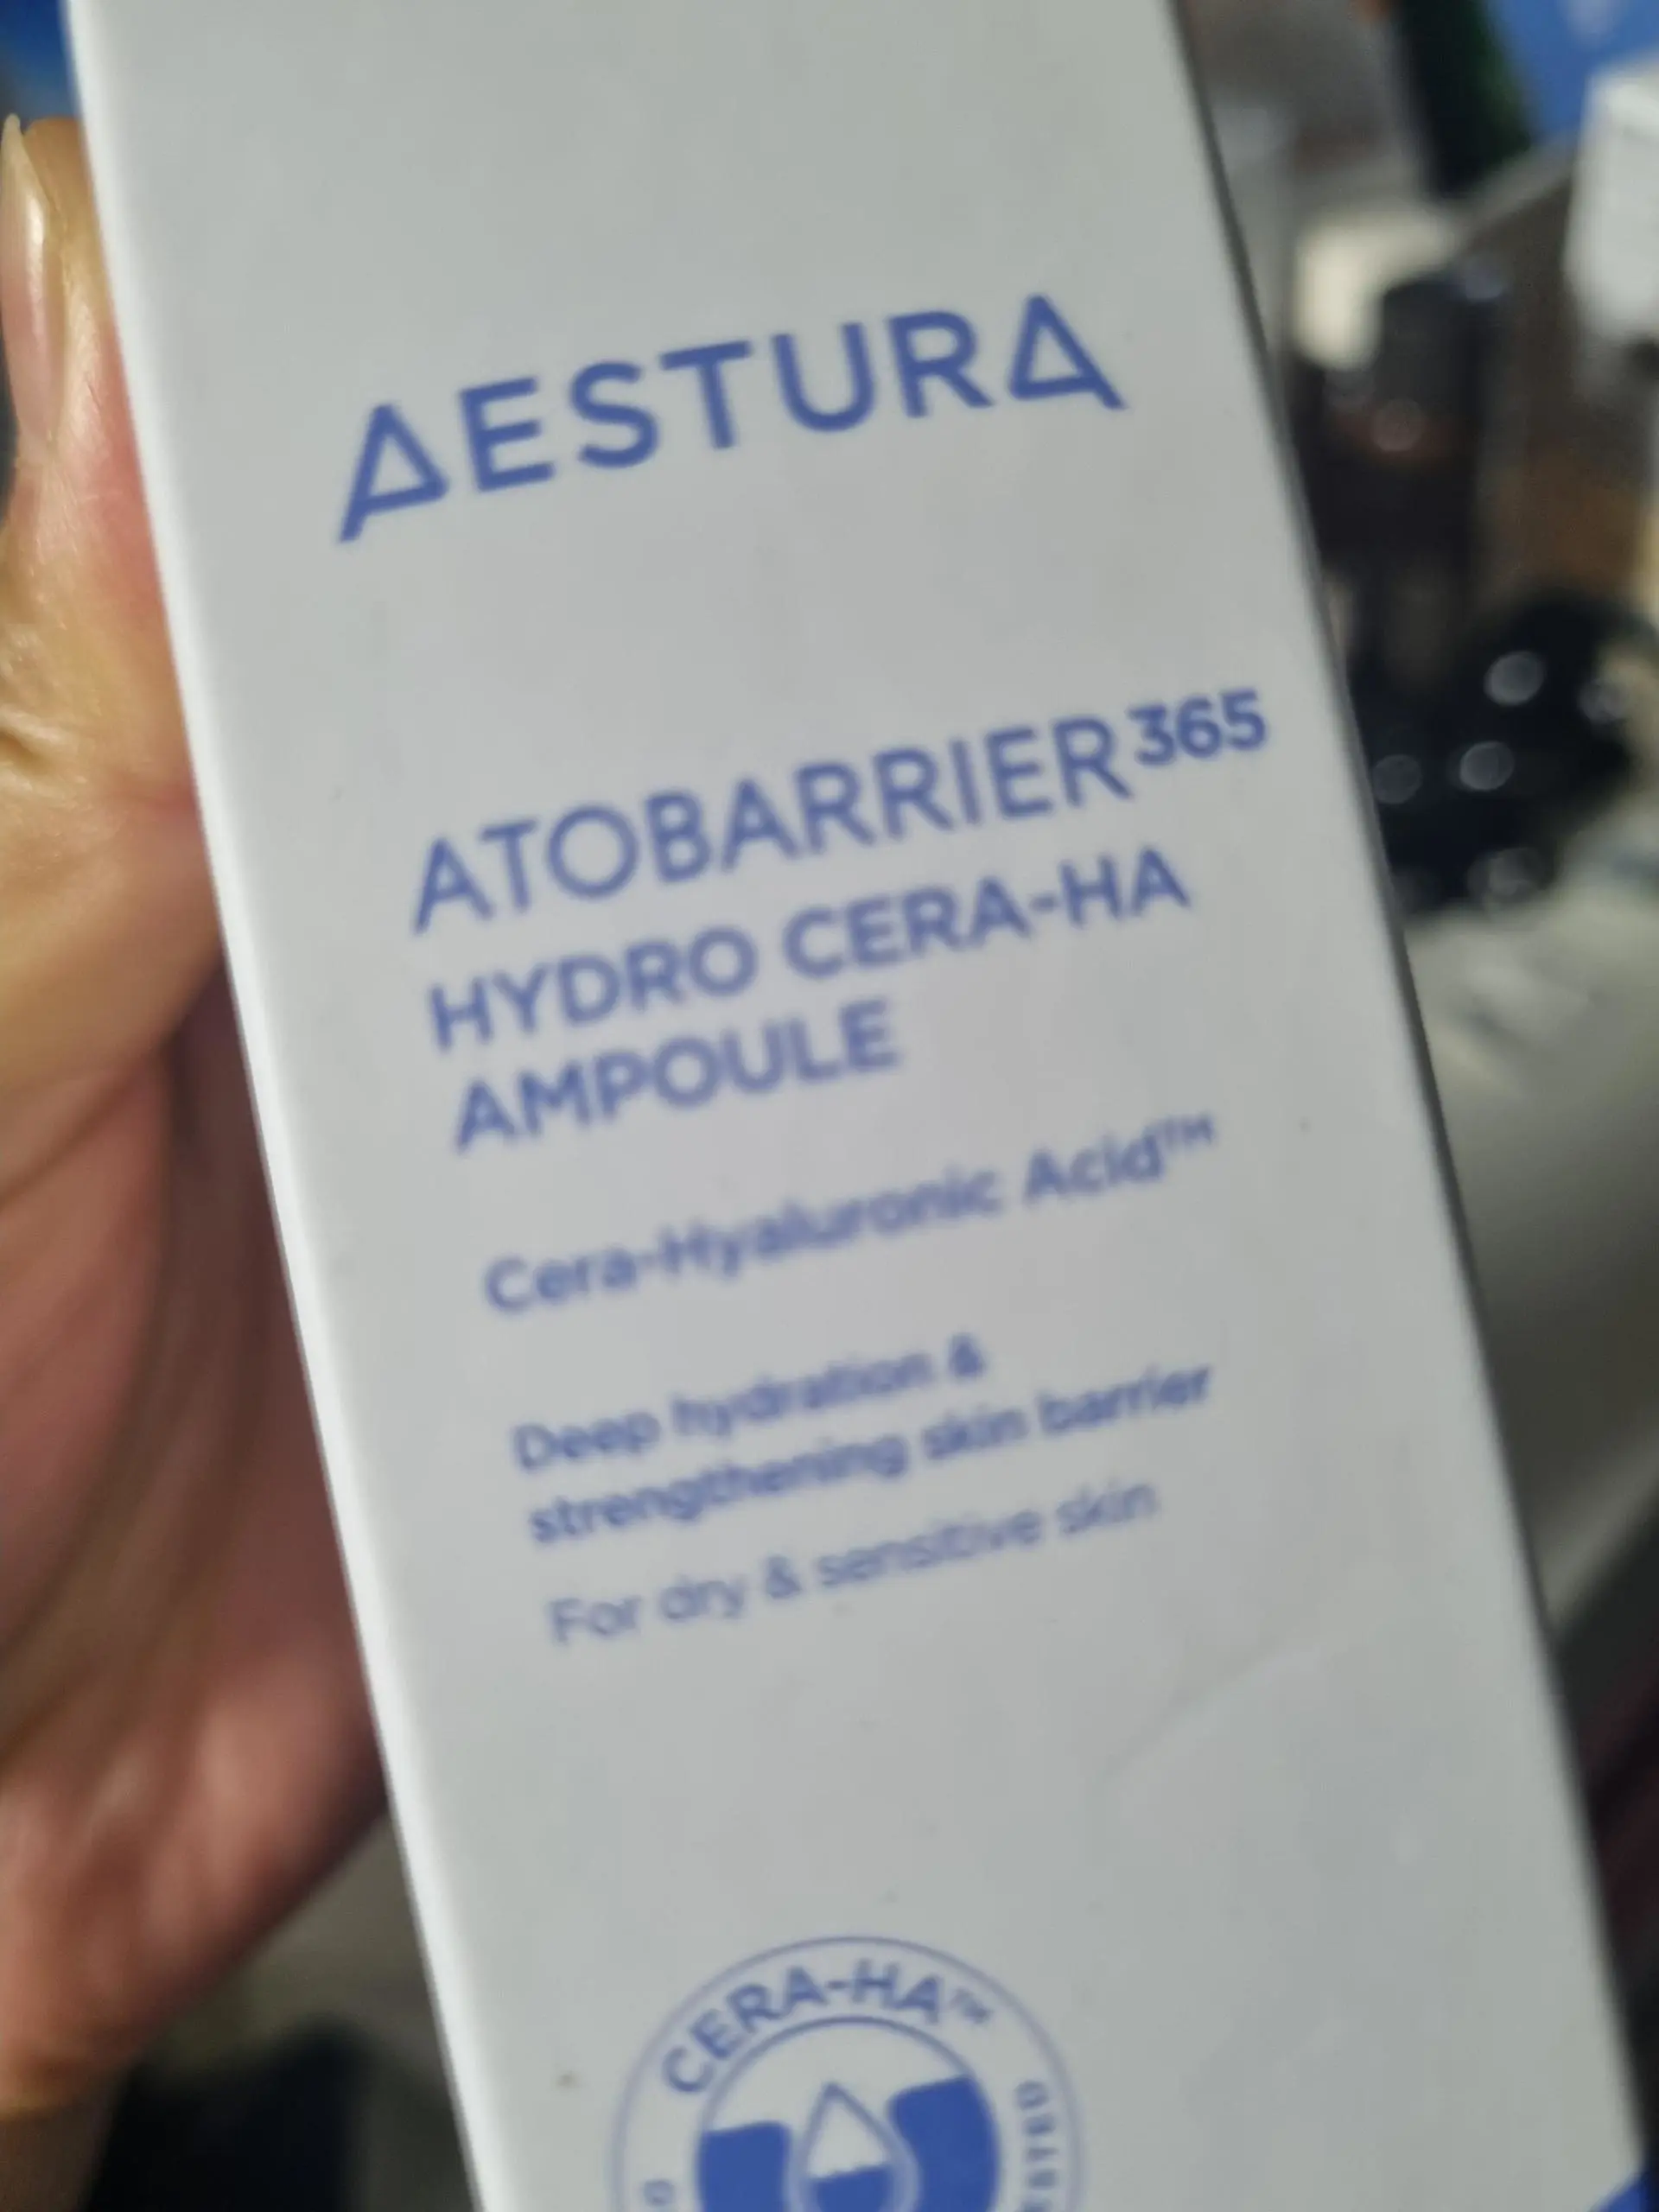 AESTURA
ATOBARRIER365
HYDRO CERA-HA
AMPOULE
Cera-Hyaluronic Acid™
Deep hydration &
strengthening skin barrier
For dry & sensitive skin
CERA-HA™